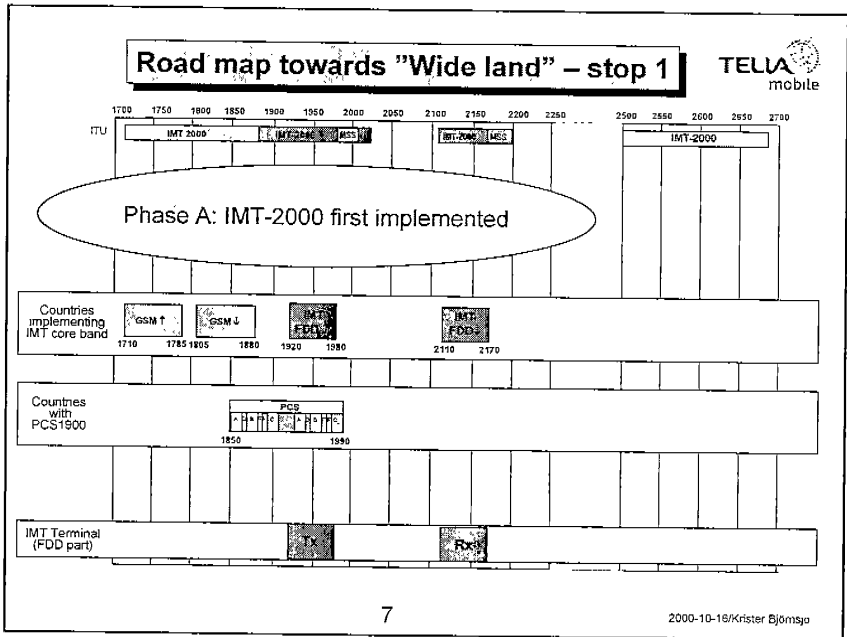 Road map towards "Wide land" – stop 1
TELIA
mobile
1700 1750 1800 1850 1900 1950 2000 2050 2100 2150 2200 2250 2500 2550 2600 2650 2700
ITU
IMT 2000
IMT-2000
MSS
IMT-2000
MSS
IMT-2000
Phase A: IMT-2000 first implemented
Countries
implementing
IMT core band
GSM ↑
GSM ↓
IMT
FDD
IMT
FDD↓
1710 1785 1805 1880 1920 1980 2110 2170
Countries
with
PCS1900
PCS
1850 1990
IMT Terminal
(FDD part)
Tx
Rx
7
2000-10-16/Krister Björnsjö